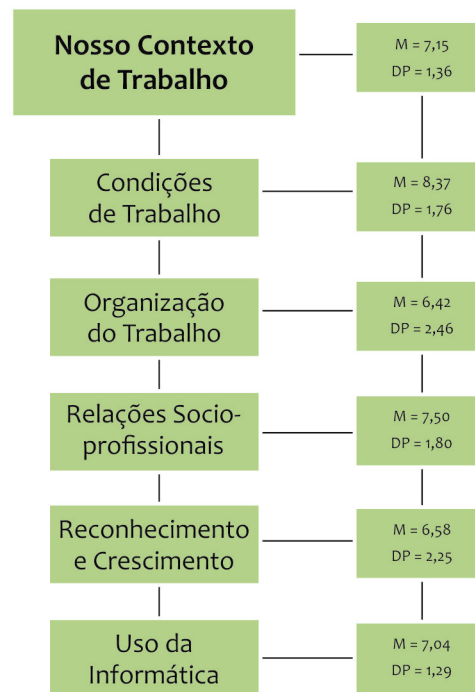 Nosso Contexto
de Trabalho
M = 7,15
DP = 1,36
Condições
de Trabalho
M = 8,37
DP = 1,76
Organização
do Trabalho
M = 6,42
DP = 2,46
Relações Socio-
profissionais
M = 7,50
DP = 1,80
Reconhecimento
e Crescimento
M = 6,58
DP = 2,25
Uso da
Informática
M = 7,04
DP = 1,29